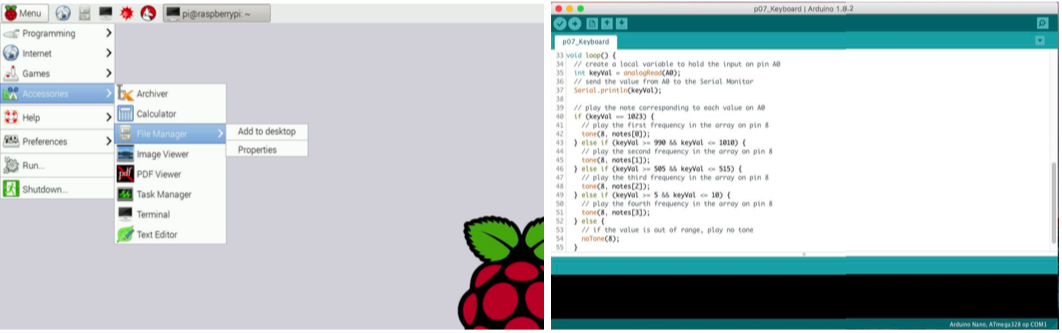 Menu
pi@raspberrypi: ~
Programming
Internet
Games
Accessories
Help
Preferences
Run...
Shutdown...
Archiver
Calculator
File Manager
Image Viewer
PDF Viewer
Task Manager
Terminal
Text Editor
Add to desktop
Properties
p07_Keyboard | Arduino 1.8.2
p07_Keyboard
33 void loop() {
34 // create a local variable to hold the input on pin A0
35 int keyVal = analogRead(A0);
36 // send the value from A0 to the Serial Monitor
37 Serial.println(keyVal);
38
39 // play the note corresponding to each value on A0
40 if (keyVal == 1023) {
41 // play the first frequency in the array on pin 8
42 tone(8, notes[0]);
43 } else if (keyVal >= 990 && keyVal <= 1010) {
44 // play the second frequency in the array on pin 8
45 tone(8, notes[1]);
46 } else if (keyVal >= 505 && keyVal <= 515) {
47 // play the third frequency in the array on pin 8
48 tone(8, notes[2]);
49 } else if (keyVal >= 5 && keyVal <= 10) {
50 // play the fourth frequency in the array on pin 8
51 tone(8, notes[3]);
52 } else {
53 // if the value is out of range, play no tone
54 noTone(8);
55 }
Arduino Nano, ATmega328 op COM1